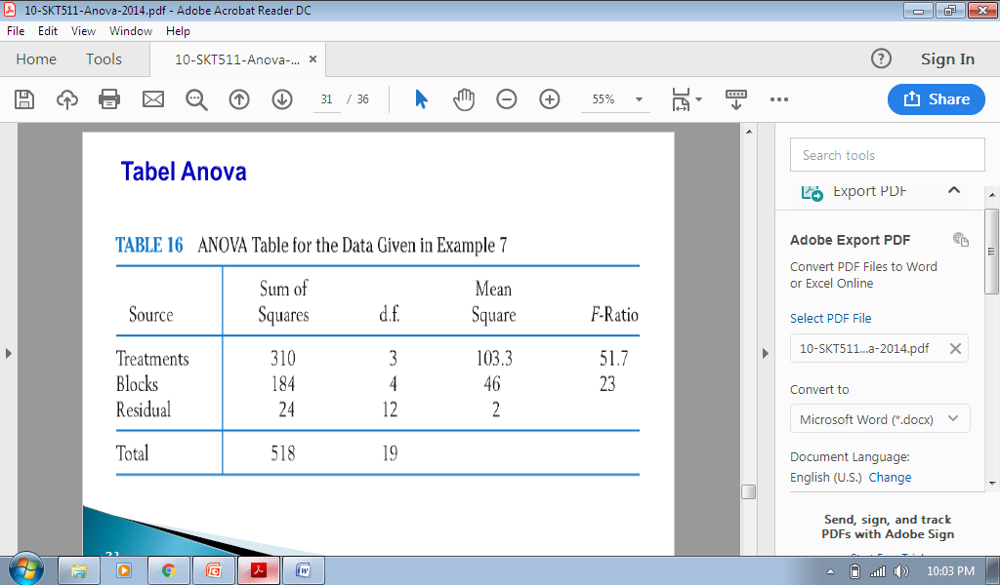 10-SKT511-Anova-2014.pdf - Adobe Acrobat Reader DC
File Edit View Window Help
Home Tools 10-SKT511-Anova-... × ? Sign In
31 / 36 55% Share
Tabel Anova
TABLE 16 ANOVA Table for the Data Given in Example 7
Sum of Mean
Source Squares d.f. Square F-Ratio
Treatments 310 3 103.3 51.7
Blocks 184 4 46 23
Residual 24 12 2
Total 518 19
31
Search tools
Export PDF
Adobe Export PDF
Convert PDF Files to Word
or Excel Online
Select PDF File
10-SKT511...a-2014.pdf
Convert to
Microsoft Word (*.docx)
Document Language:
English (U.S.) Change
Send, sign, and track
PDFs with Adobe Sign
10:03 PM